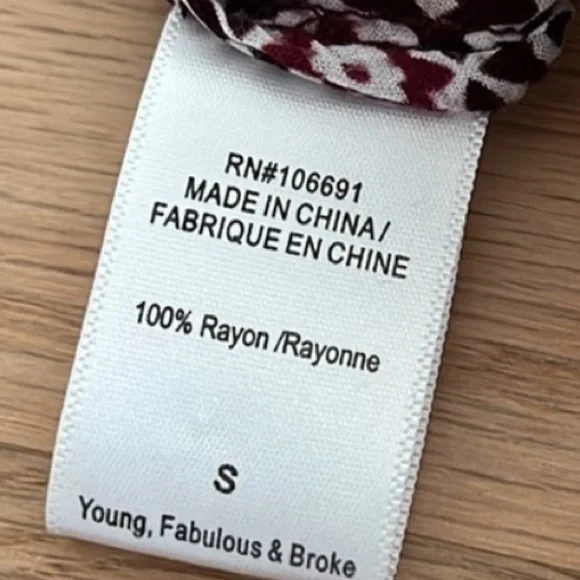 RN#106691
MADE IN CHINA/
FABRIQUE EN CHINE
100% Rayon /Rayonne
S
Young, Fabulous & Broke